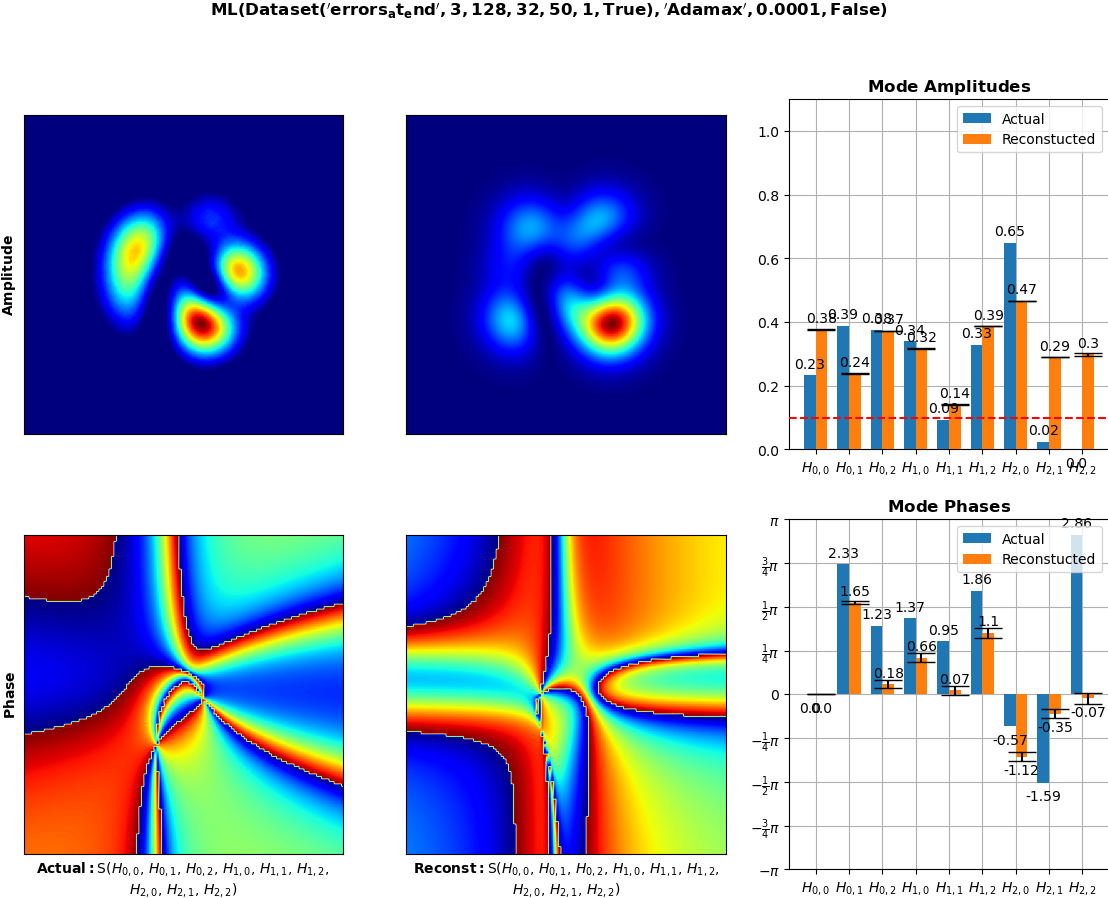 ML(Dataset('errors_at_end', 3, 128, 32, 50, 1, True), 'Adamax', 0.0001, False)
Amplitude
Mode Amplitudes
Actual
Reconstucted
1.0
0.8
0.6
0.4
0.2
0.0
0.23
0.38
0.39
0.24
0.38
0.37
0.34
0.32
0.09
0.14
0.33
0.39
0.65
0.47
0.02
0.29
0.0
0.3
H0,0 H0,1 H0,2 H1,0 H1,1 H1,2 H2,0 H2,1 H2,2
Phase
Mode Phases
Actual
Reconstucted
π
3/4π
1/2π
1/4π
0
−1/4π
−1/2π
−3/4π
−π
0.0
0.0
2.33
1.65
1.23
0.18
1.37
0.66
0.95
0.07
1.86
1.1
-0.57
-1.12
-1.59
-0.35
2.86
-0.07
H0,0 H0,1 H0,2 H1,0 H1,1 H1,2 H2,0 H2,1 H2,2
Actual: S(H0,0, H0,1, H0,2, H1,0, H1,1, H1,2,
H2,0, H2,1, H2,2)
Reconst: S(H0,0, H0,1, H0,2, H1,0, H1,1, H1,2,
H2,0, H2,1, H2,2)